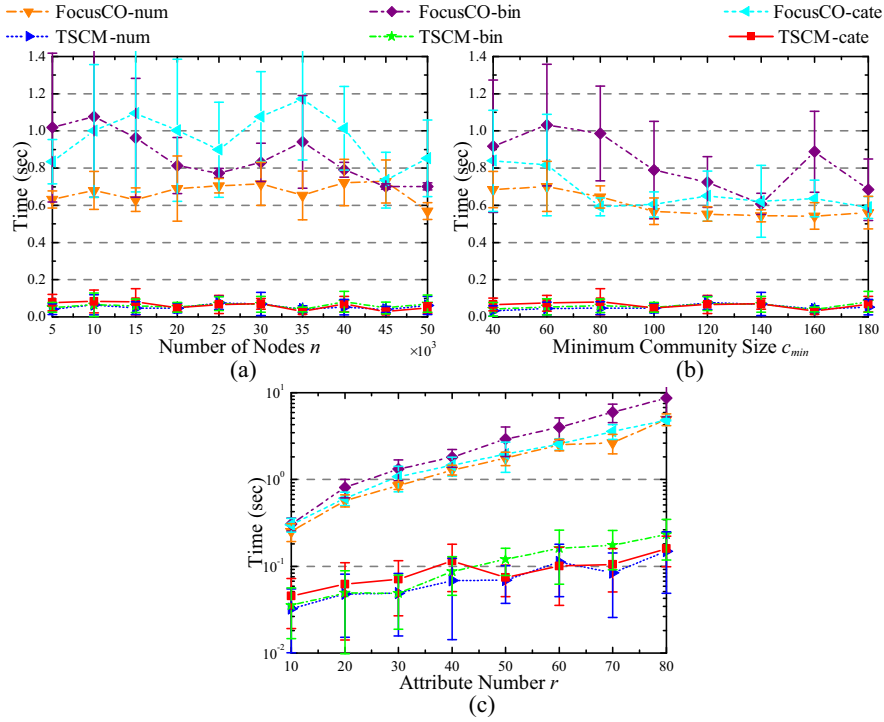 FocusCO-num FocusCO-bin FocusCO-cate
TSCM-num TSCM-bin TSCM-cate
Time (sec)
1.4
1.2
1.0
0.8
0.6
0.4
0.2
0.0
5 10 15 20 25 30 35 40 45 50
Number of Nodes n ×10³
(a)
Time (sec)
1.4
1.2
1.0
0.8
0.6
0.4
0.2
0.0
40 60 80 100 120 140 160 180
Minimum Community Size cmin
(b)
Time (sec)
10¹
10⁰
10⁻¹
10⁻²
10 20 30 40 50 60 70 80
Attribute Number r
(c)